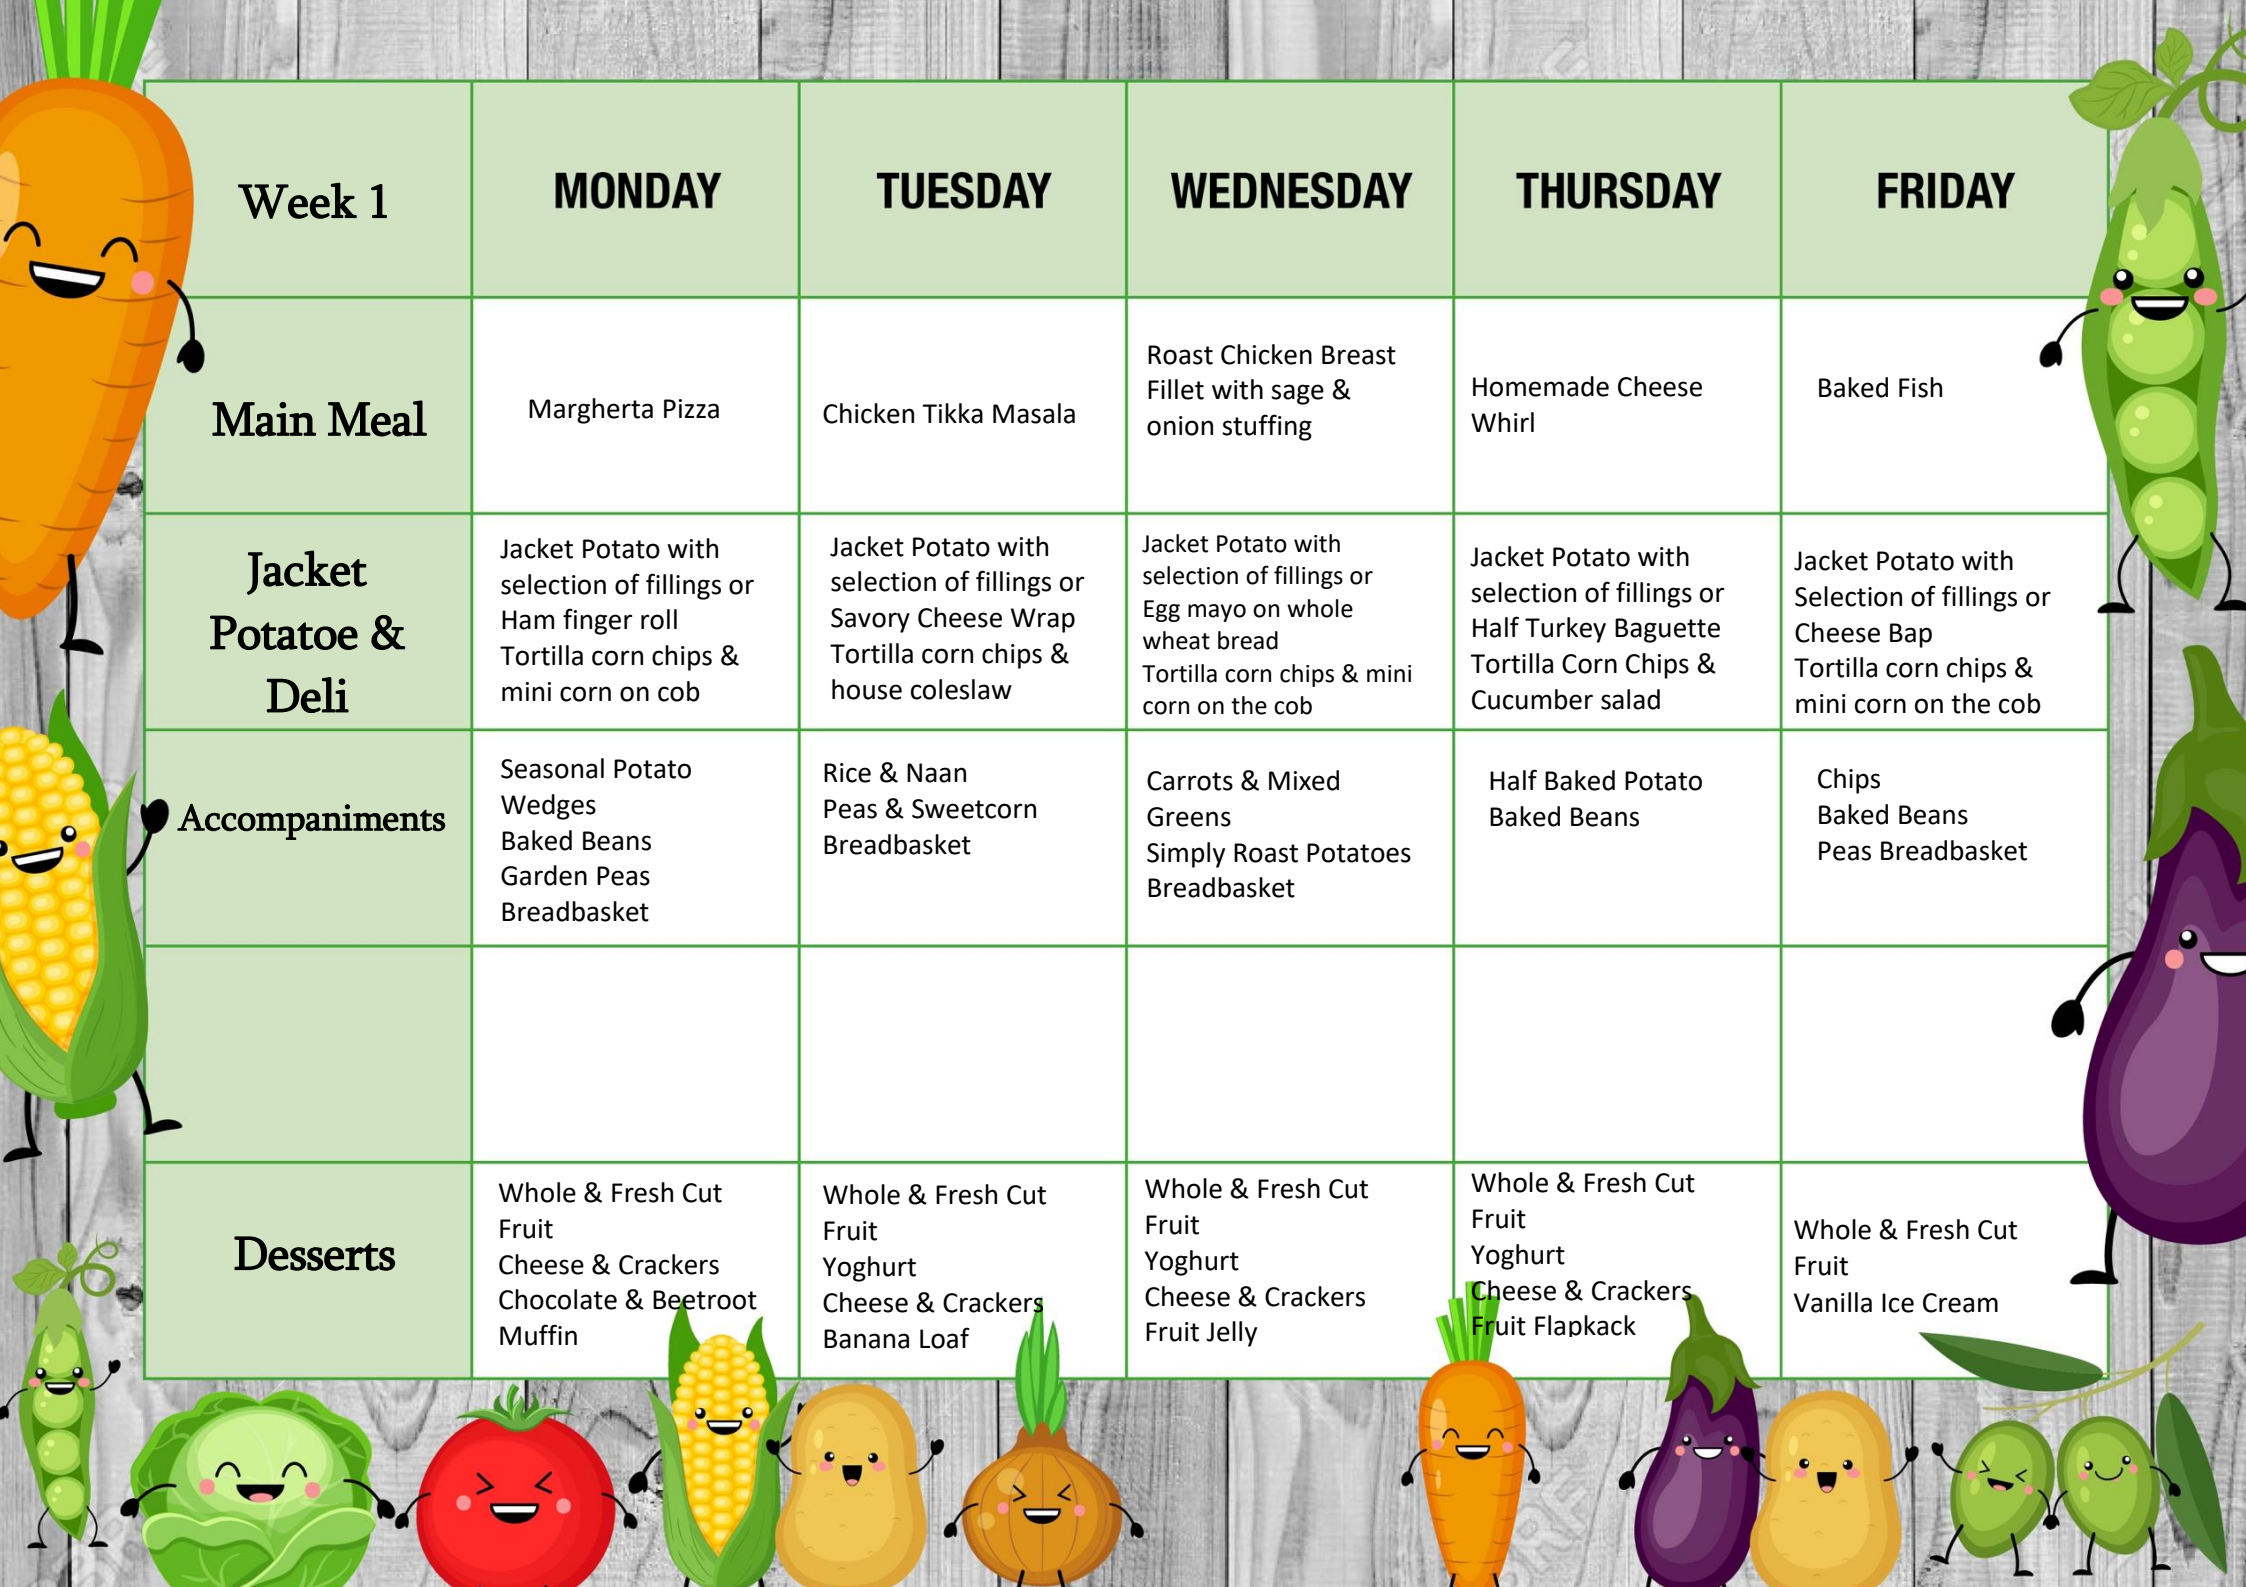 Week 1
MONDAY
TUESDAY
WEDNESDAY
THURSDAY
FRIDAY
Main Meal
Margherta Pizza
Chicken Tikka Masala
Roast Chicken Breast
Fillet with sage &
onion stuffing
Homemade Cheese
Whirl
Baked Fish
Jacket
Potatoe &
Deli
Jacket Potato with
selection of fillings or
Ham finger roll
Tortilla corn chips &
mini corn on cob
Jacket Potato with
selection of fillings or
Savory Cheese Wrap
Tortilla corn chips &
house coleslaw
Jacket Potato with
selection of fillings or
Egg mayo on whole
wheat bread
Tortilla corn chips & mini
corn on the cob
Jacket Potato with
selection of fillings or
Half Turkey Baguette
Tortilla Corn Chips &
Cucumber salad
Jacket Potato with
Selection of fillings or
Cheese Bap
Tortilla corn chips &
mini corn on the cob
Accompaniments
Seasonal Potato
Wedges
Baked Beans
Garden Peas
Breadbasket
Rice & Naan
Peas & Sweetcorn
Breadbasket
Carrots & Mixed
Greens
Simply Roast Potatoes
Breadbasket
Half Baked Potato
Baked Beans
Chips
Baked Beans
Peas Breadbasket
Desserts
Whole & Fresh Cut
Fruit
Cheese & Crackers
Chocolate & Beetroot
Muffin
Whole & Fresh Cut
Fruit
Yoghurt
Cheese & Crackers
Banana Loaf
Whole & Fresh Cut
Fruit
Yoghurt
Cheese & Crackers
Fruit Jelly
Whole & Fresh Cut
Fruit
Yoghurt
Cheese & Crackers
Fruit Flapkack
Whole & Fresh Cut
Fruit
Vanilla Ice Cream